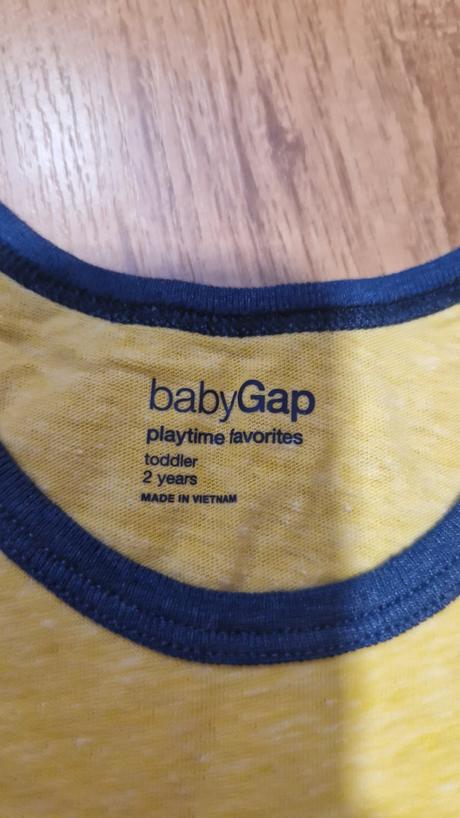 babyGap
playtime favorites
toddler
2 years
MADE IN VIETNAM